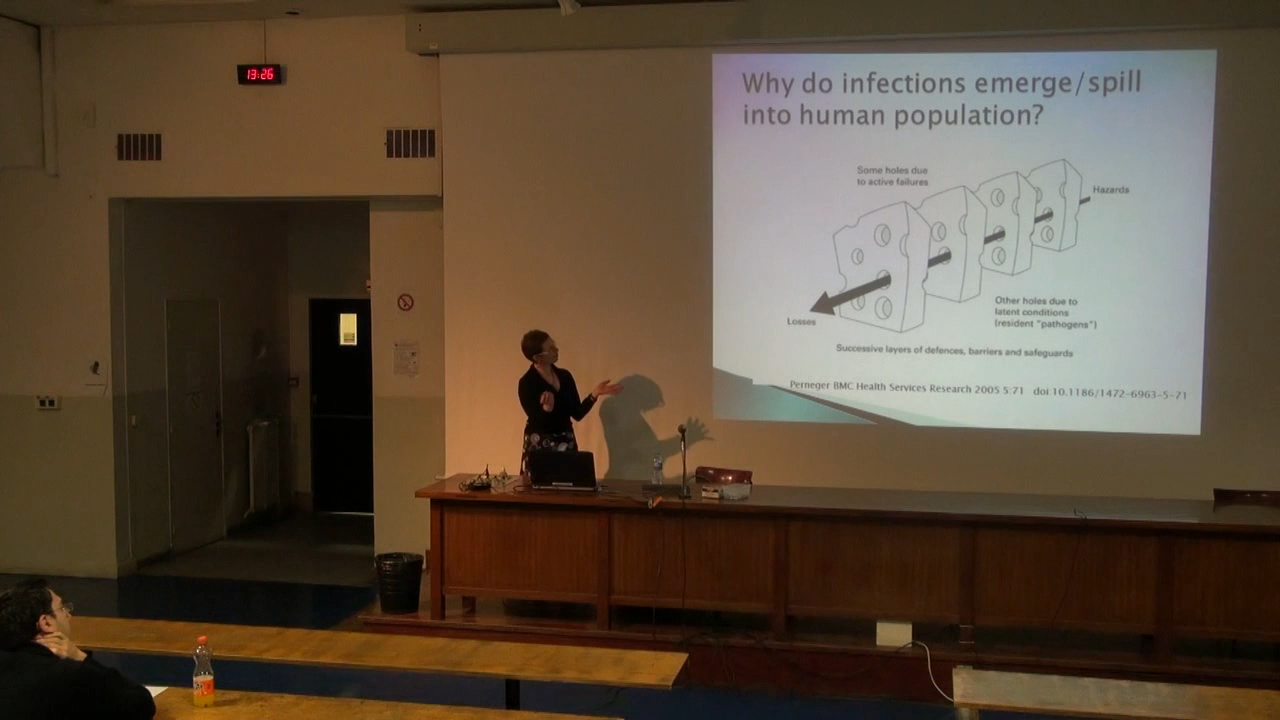 13:26
Why do infections emerge/spill
into human population?
Some holes due
to active failures
Hazards
Losses
Other holes due to
latent conditions
(resident "pathogens")
Successive layers of defences, barriers and safeguards
Perneger BMC Health Services Research 2005 5:71 doi:10.1186/1472-6963-5-71